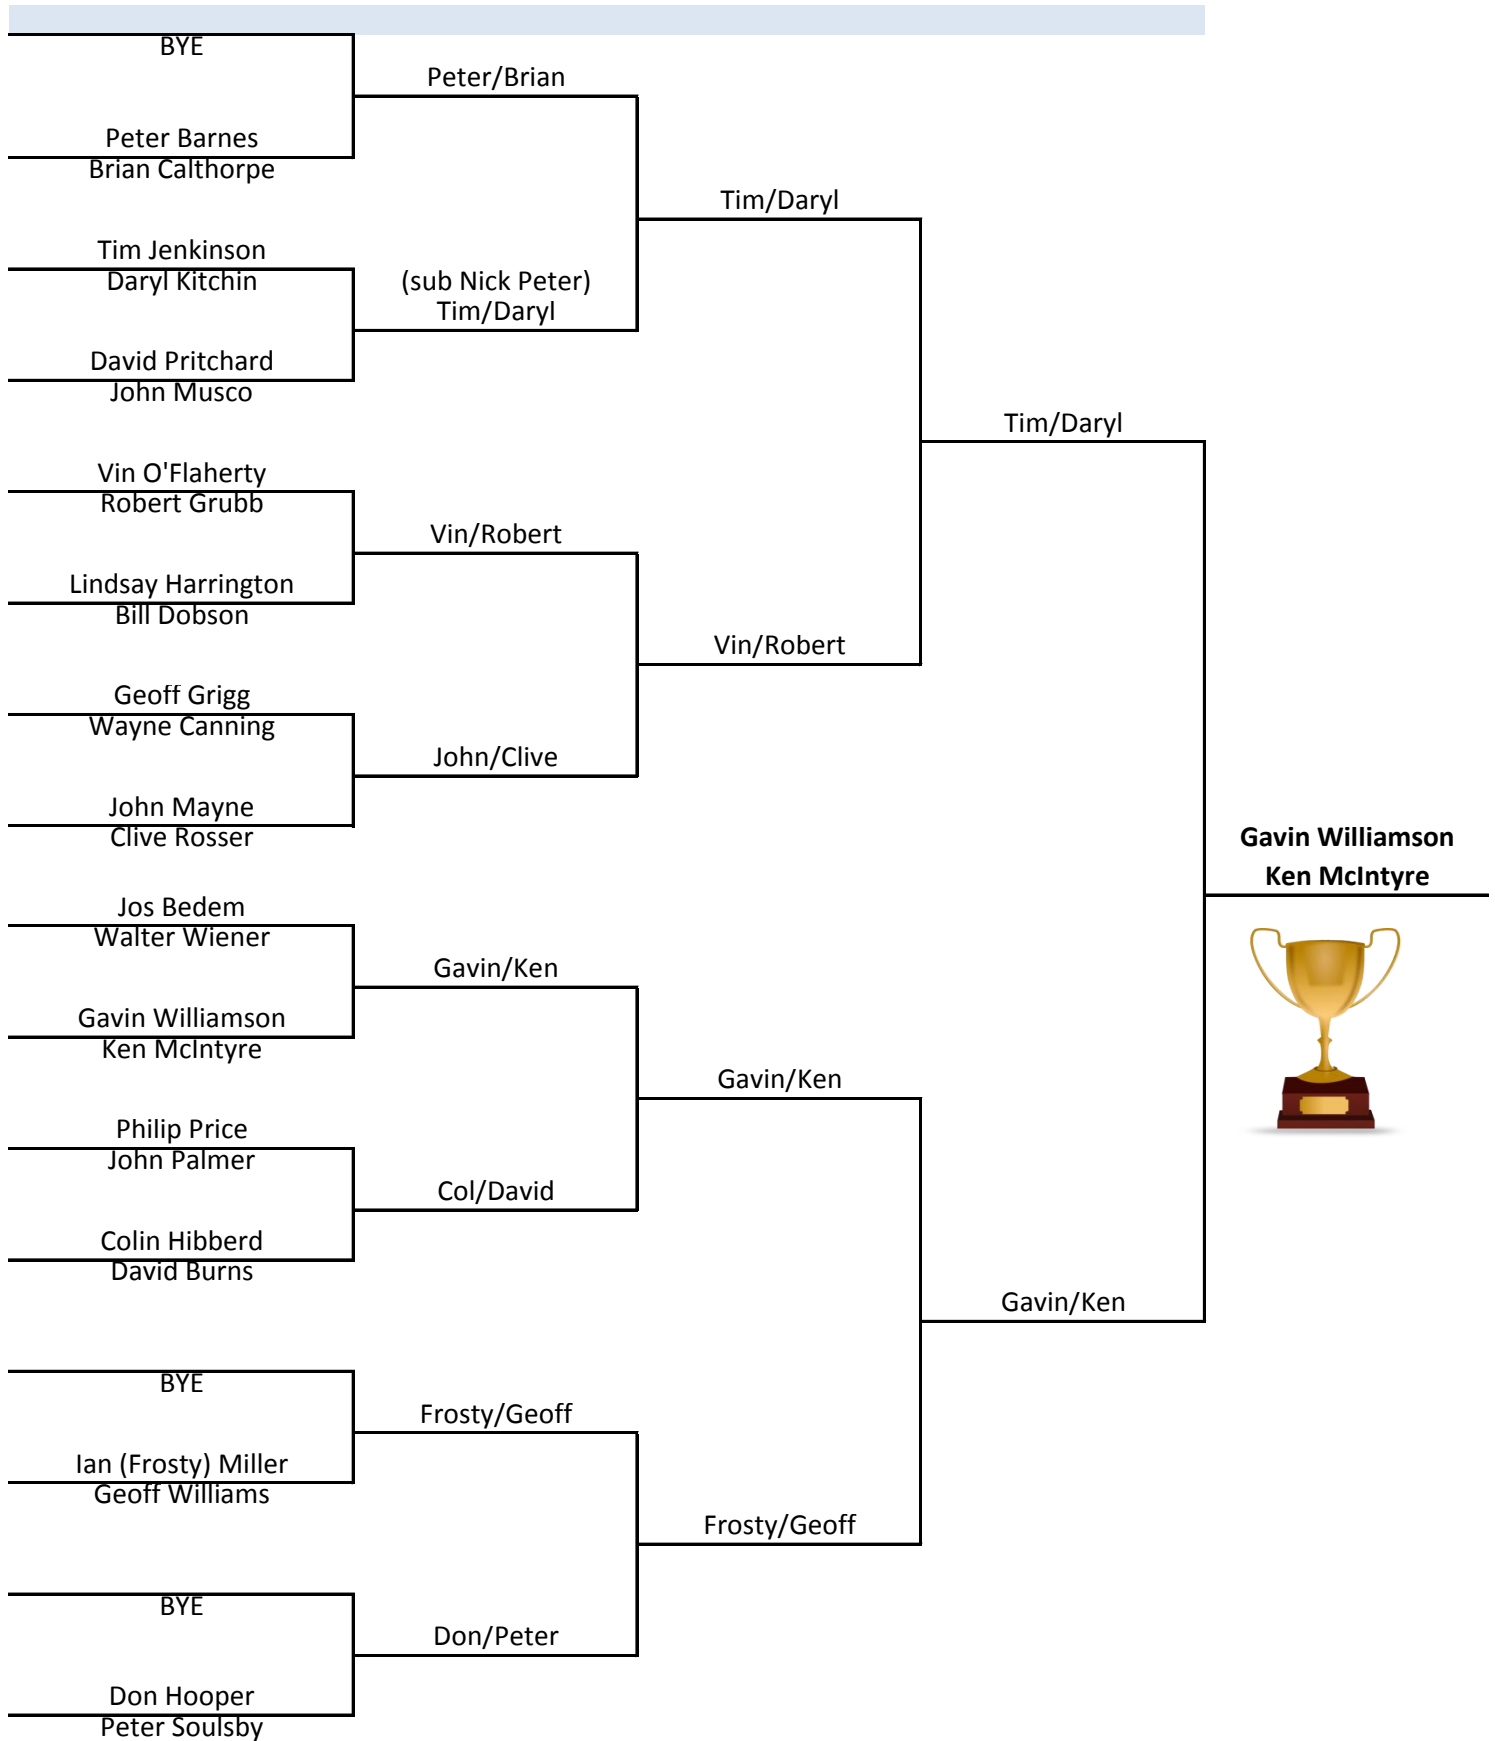 BYE
Peter/Brian
Peter Barnes
Brian Calthorpe
Tim/Daryl
Tim Jenkinson
Daryl Kitchin
(sub Nick Peter)
Tim/Daryl
David Pritchard
John Musco
Tim/Daryl
Vin O'Flaherty
Robert Grubb
Vin/Robert
Lindsay Harrington
Bill Dobson
Vin/Robert
Geoff Grigg
Wayne Canning
John/Clive
John Mayne
Clive Rosser
Gavin Williamson
Ken McIntyre
Jos Bedem
Walter Wiener
Gavin/Ken
Gavin Williamson
Ken McIntyre
Gavin/Ken
Philip Price
John Palmer
Col/David
Colin Hibberd
David Burns
Gavin/Ken
BYE
Frosty/Geoff
Ian (Frosty) Miller
Geoff Williams
Frosty/Geoff
BYE
Don/Peter
Don Hooper
Peter Soulsby